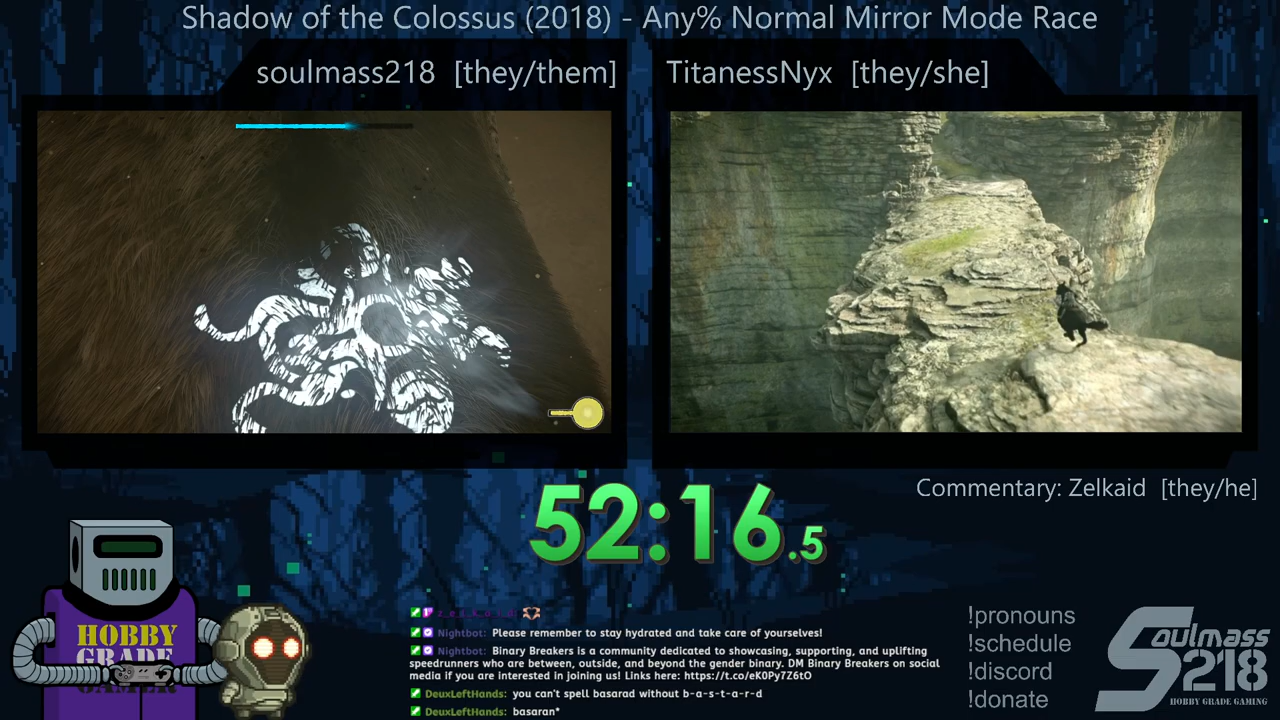 Shadow of the Colossus (2018) - Any% Normal Mirror Mode Race
soulmass218 [they/them]
TitanessNyx [they/she]
Commentary: Zelkaid [they/he]
52:16.5
HOBBY
GRADE
GAMER
Nightbot: Please remember to stay hydrated and take care of yourselves!
Nightbot: Binary Breakers is a community dedicated to showcasing, supporting, and uplifting
speedrunners who are between, outside, and beyond the gender binary. DM Binary Breakers on social
media if you are interested in joining us! Links here: https://t.co/eK0Py7Z6tO
DeuxLeftHands: you can't spell basarad without b-a-s-t-a-r-d
DeuxLeftHands: basaran*
!pronouns
!schedule
!discord
!donate
Soulmass
218
HOBBY GRADE GAMING